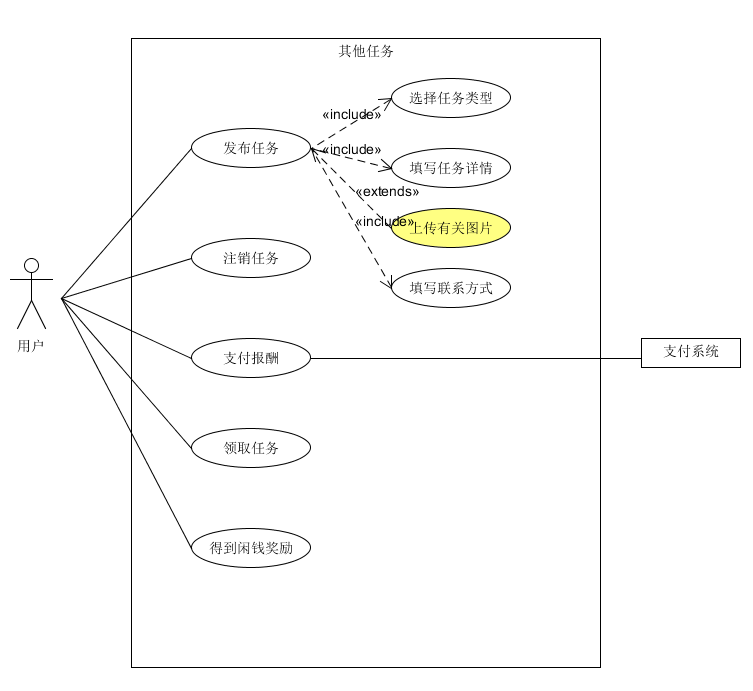 其他任务
选择任务类型
«include»
发布任务
«include»
填写任务详情
«extends»
«include»
上传有关图片
注销任务
填写联系方式
用户
支付报酬
支付系统
领取任务
得到闲钱奖励